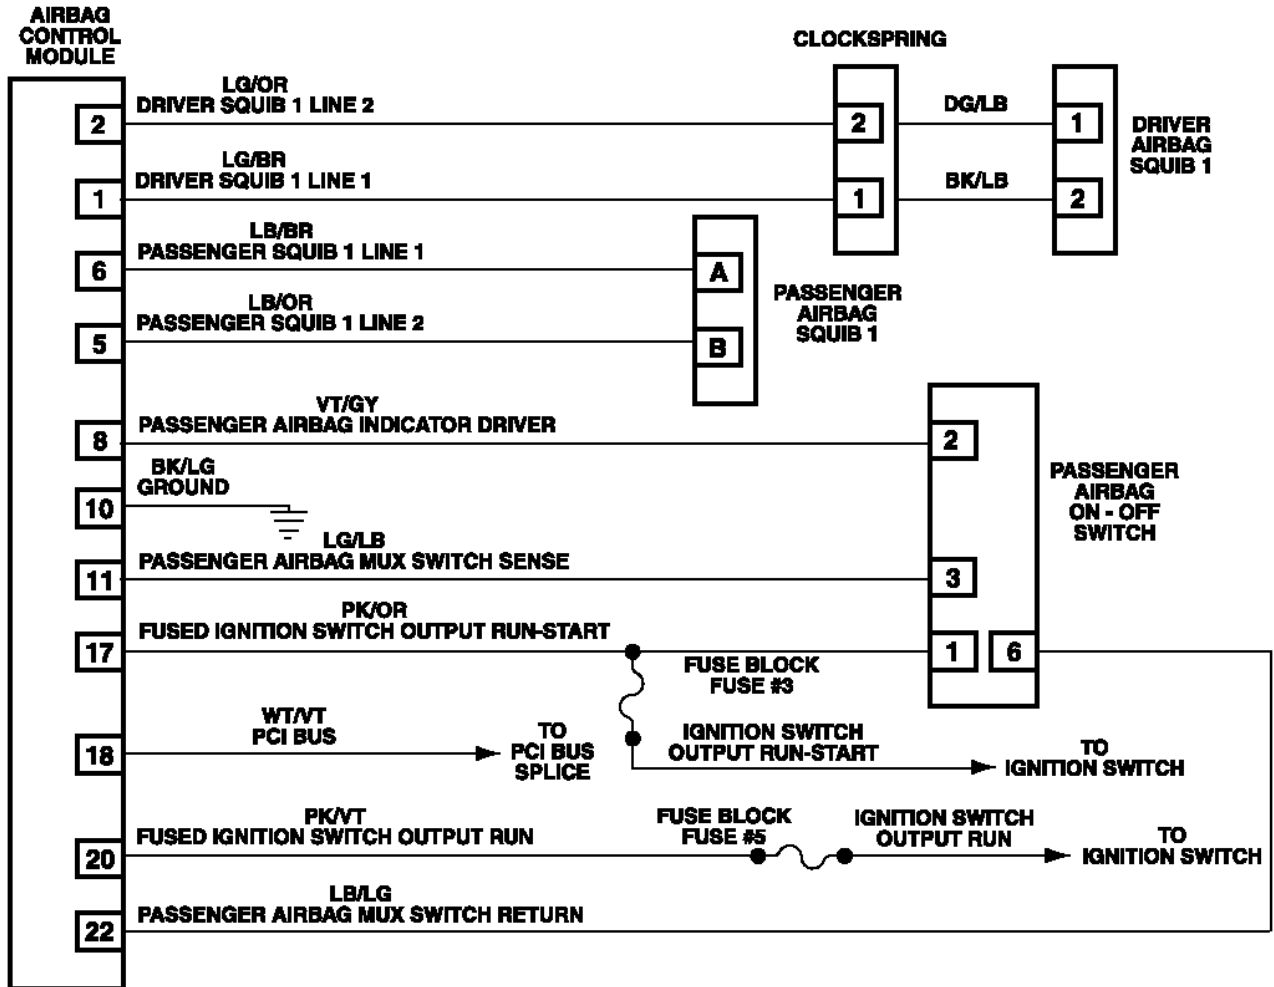 AIRBAG
CONTROL
MODULE
CLOCKSPRING
LG/OR
DRIVER SQUIB 1 LINE 2
2
2
DG/LB
1
DRIVER
AIRBAG
SQUIB 1
LG/BR
DRIVER SQUIB 1 LINE 1
1
1
BK/LB
2
LB/BR
PASSENGER SQUIB 1 LINE 1
6
A
PASSENGER
AIRBAG
SQUIB 1
LB/OR
PASSENGER SQUIB 1 LINE 2
5
B
VT/GY
PASSENGER AIRBAG INDICATOR DRIVER
8
2
PASSENGER
AIRBAG
ON - OFF
SWITCH
BK/LG
GROUND
10
LG/LB
PASSENGER AIRBAG MUX SWITCH SENSE
11
3
PK/OR
FUSED IGNITION SWITCH OUTPUT RUN-START
17
1
6
FUSE BLOCK
FUSE #3
WT/VT
PCI BUS
18
TO
PCI BUS
SPLICE
IGNITION SWITCH
OUTPUT RUN-START
TO
IGNITION SWITCH
PK/VT
FUSED IGNITION SWITCH OUTPUT RUN
20
FUSE BLOCK
FUSE #5
IGNITION SWITCH
OUTPUT RUN
TO
IGNITION SWITCH
LB/LG
PASSENGER AIRBAG MUX SWITCH RETURN
22